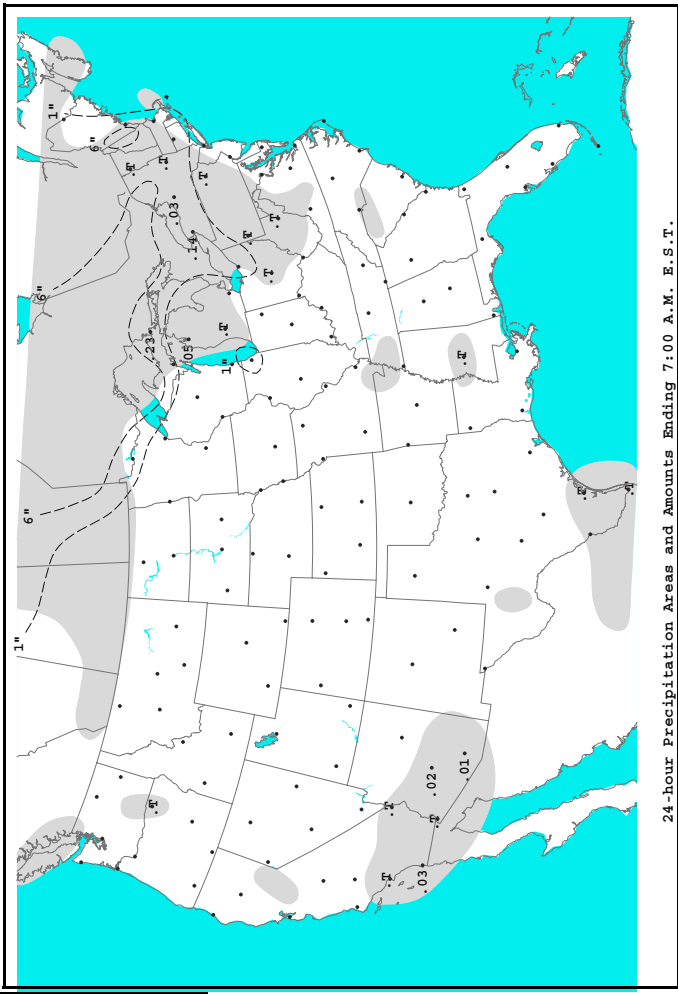 1"
6"
T
T
T
03
T
14
T
T
6"
23
05
T
1"
T
6"
T
T
1"
01
02
T
T
T
T
03
24-hour Precipitation Areas and Amounts Ending 7:00 A.M. E.S.T.